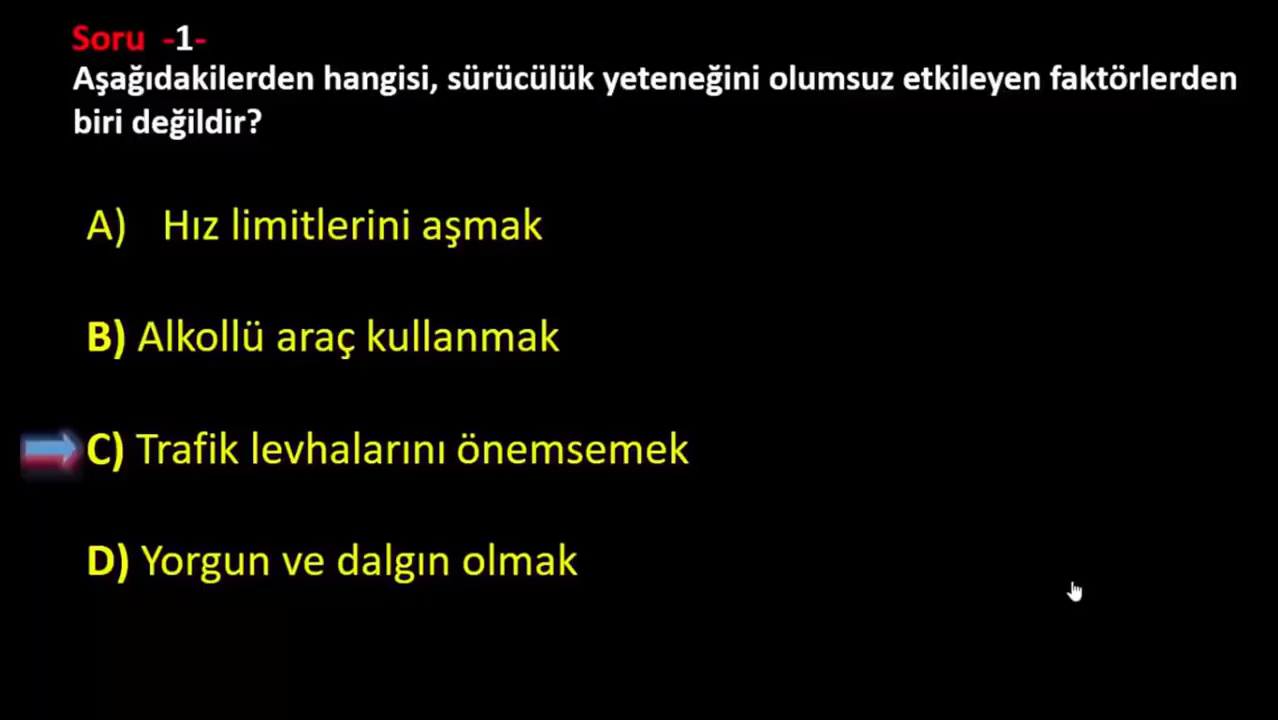 Soru -1-
Aşağıdakilerden hangisi, sürücülük yeteneğini olumsuz etkileyen faktörlerden
biri değildir?
A) Hız limitlerini aşmak
B) Alkollü araç kullanmak
C) Trafik levhalarını önemsemek
D) Yorgun ve dalgın olmak